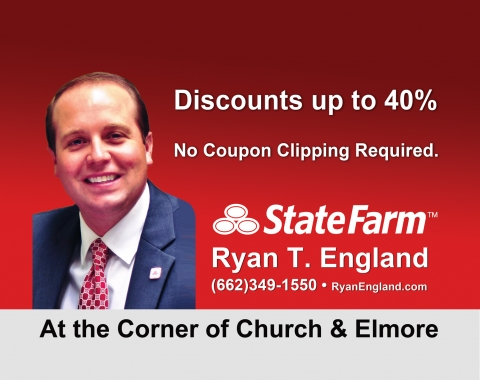 Discounts up to 40%
No Coupon Clipping Required.
StateFarm™
Ryan T. England
(662)349-1550 • RyanEngland.com
At the Corner of Church & Elmore